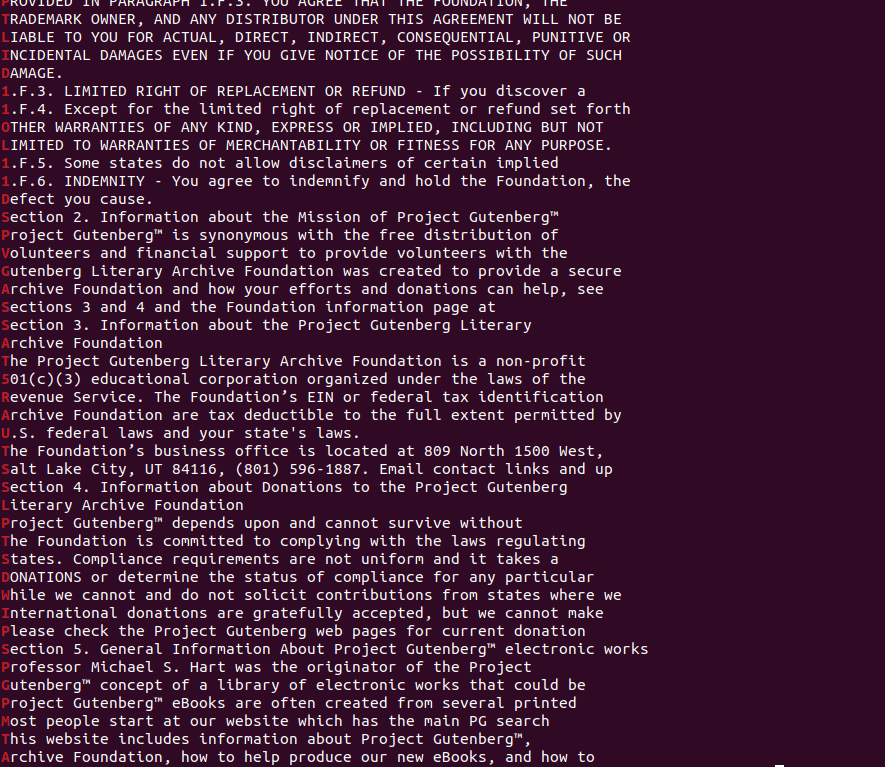 PROVIDED IN PARAGRAPH 1.F.3. YOU AGREE THAT THE FOUNDATION, THE
TRADEMARK OWNER, AND ANY DISTRIBUTOR UNDER THIS AGREEMENT WILL NOT BE
LIABLE TO YOU FOR ACTUAL, DIRECT, INDIRECT, CONSEQUENTIAL, PUNITIVE OR
INCIDENTAL DAMAGES EVEN IF YOU GIVE NOTICE OF THE POSSIBILITY OF SUCH
DAMAGE.
1.F.3. LIMITED RIGHT OF REPLACEMENT OR REFUND - If you discover a
1.F.4. Except for the limited right of replacement or refund set forth
OTHER WARRANTIES OF ANY KIND, EXPRESS OR IMPLIED, INCLUDING BUT NOT
LIMITED TO WARRANTIES OF MERCHANTABILITY OR FITNESS FOR ANY PURPOSE.
1.F.5. Some states do not allow disclaimers of certain implied
1.F.6. INDEMNITY - You agree to indemnify and hold the Foundation, the
Defect you cause.
Section 2. Information about the Mission of Project Gutenberg™
Project Gutenberg™ is synonymous with the free distribution of
Volunteers and financial support to provide volunteers with the
Gutenberg Literary Archive Foundation was created to provide a secure
Archive Foundation and how your efforts and donations can help, see
Sections 3 and 4 and the Foundation information page at
Section 3. Information about the Project Gutenberg Literary
Archive Foundation
The Project Gutenberg Literary Archive Foundation is a non-profit
501(c)(3) educational corporation organized under the laws of the
Revenue Service. The Foundation’s EIN or federal tax identification
Archive Foundation are tax deductible to the full extent permitted by
U.S. federal laws and your state's laws.
The Foundation’s business office is located at 809 North 1500 West,
Salt Lake City, UT 84116, (801) 596-1887. Email contact links and up
Section 4. Information about Donations to the Project Gutenberg
Literary Archive Foundation
Project Gutenberg™ depends upon and cannot survive without
The Foundation is committed to complying with the laws regulating
States. Compliance requirements are not uniform and it takes a
DONATIONS or determine the status of compliance for any particular
While we cannot and do not solicit contributions from states where we
International donations are gratefully accepted, but we cannot make
Please check the Project Gutenberg web pages for current donation
Section 5. General Information About Project Gutenberg™ electronic works
Professor Michael S. Hart was the originator of the Project
Gutenberg™ concept of a library of electronic works that could be
Project Gutenberg™ eBooks are often created from several printed
Most people start at our website which has the main PG search
This website includes information about Project Gutenberg™,
Archive Foundation, how to help produce our new eBooks, and how to